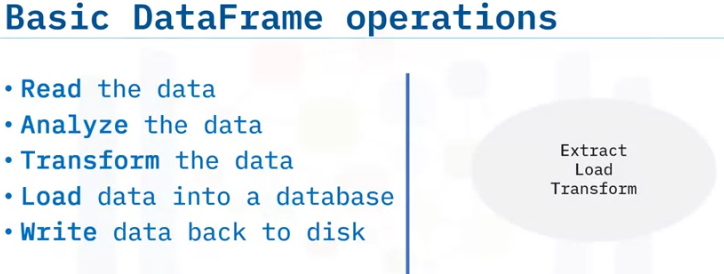 Basic DataFrame operations
• Read the data
• Analyze the data
• Transform the data
• Load data into a database
• Write data back to disk
Extract
Load
Transform